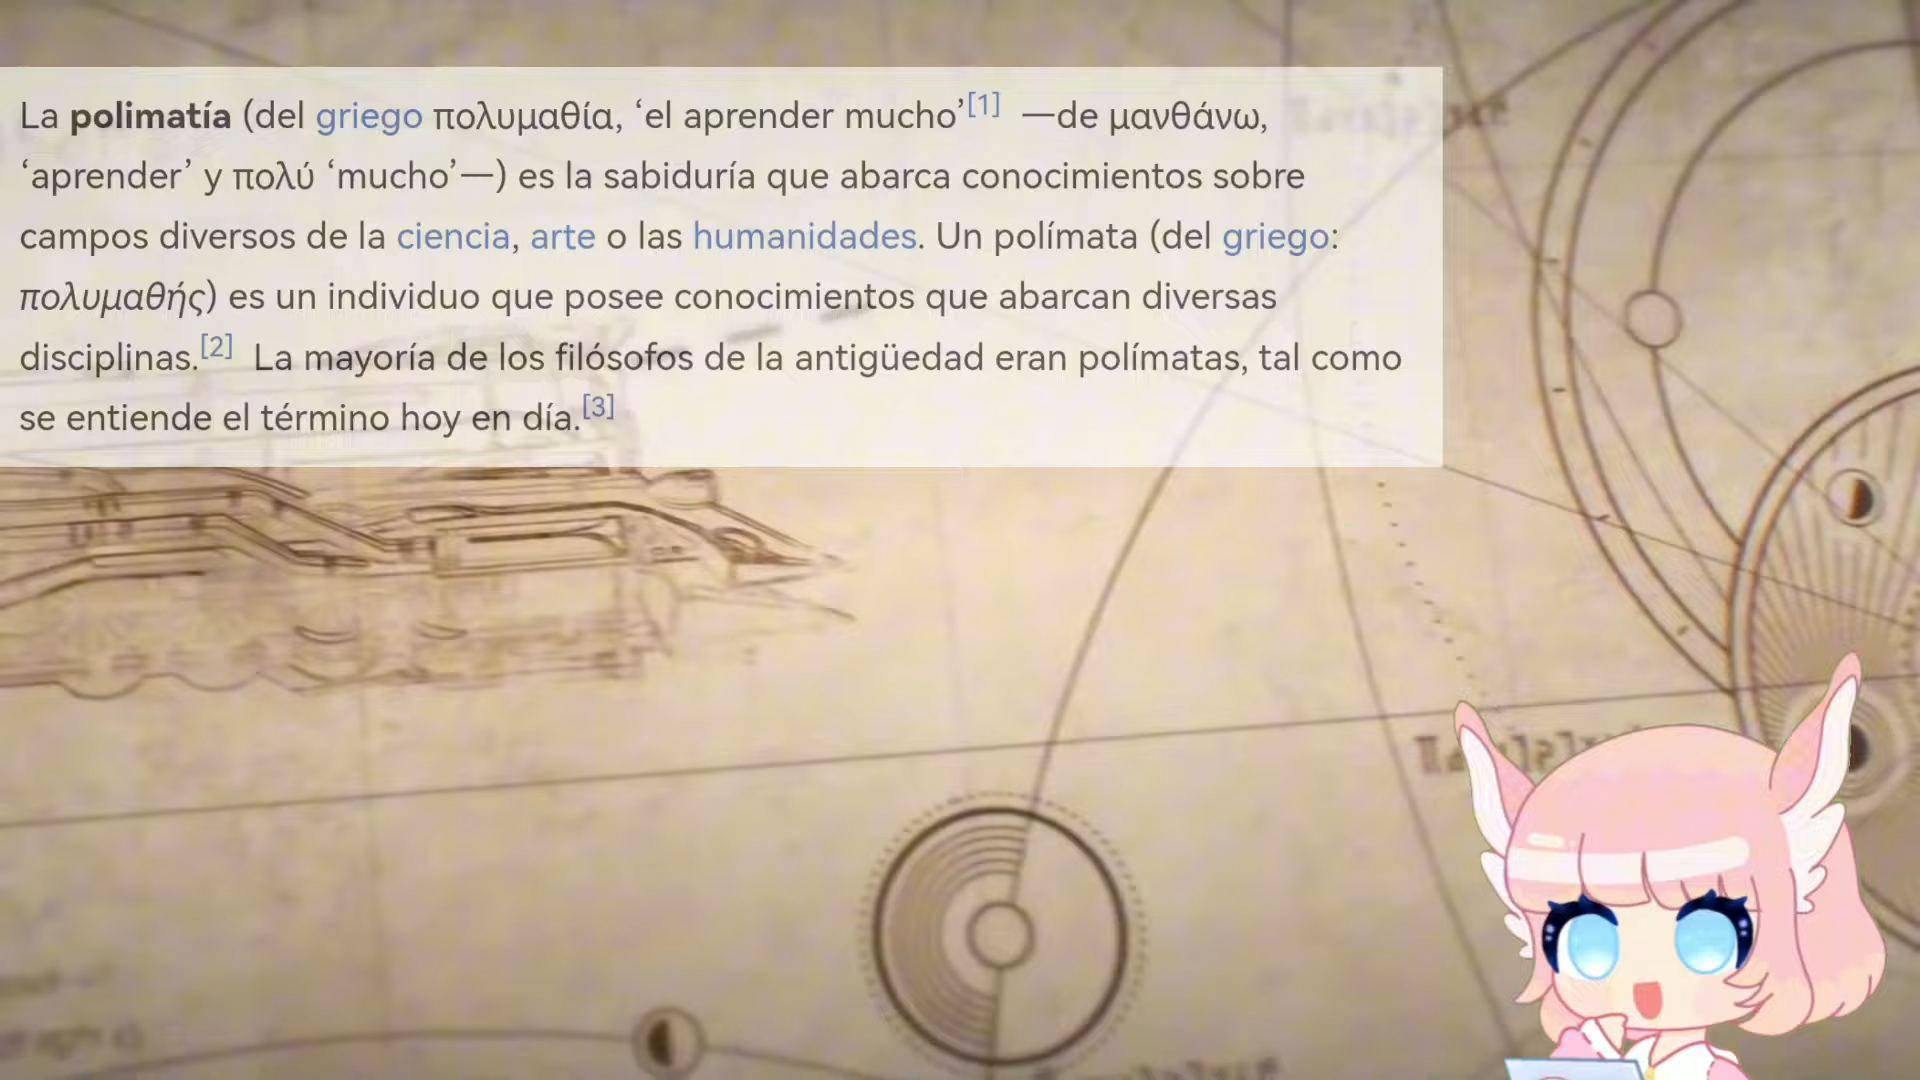 La polimatía (del griego πολυμαθία, ‘el aprender mucho’[1] —de μανθάνω,
‘aprender’ y πολύ ‘mucho’—) es la sabiduría que abarca conocimientos sobre
campos diversos de la ciencia, arte o las humanidades. Un polímata (del griego:
πολυμαθής) es un individuo que posee conocimientos que abarcan diversas
disciplinas.[2] La mayoría de los filósofos de la antigüedad eran polímatas, tal como
se entiende el término hoy en día.[3]